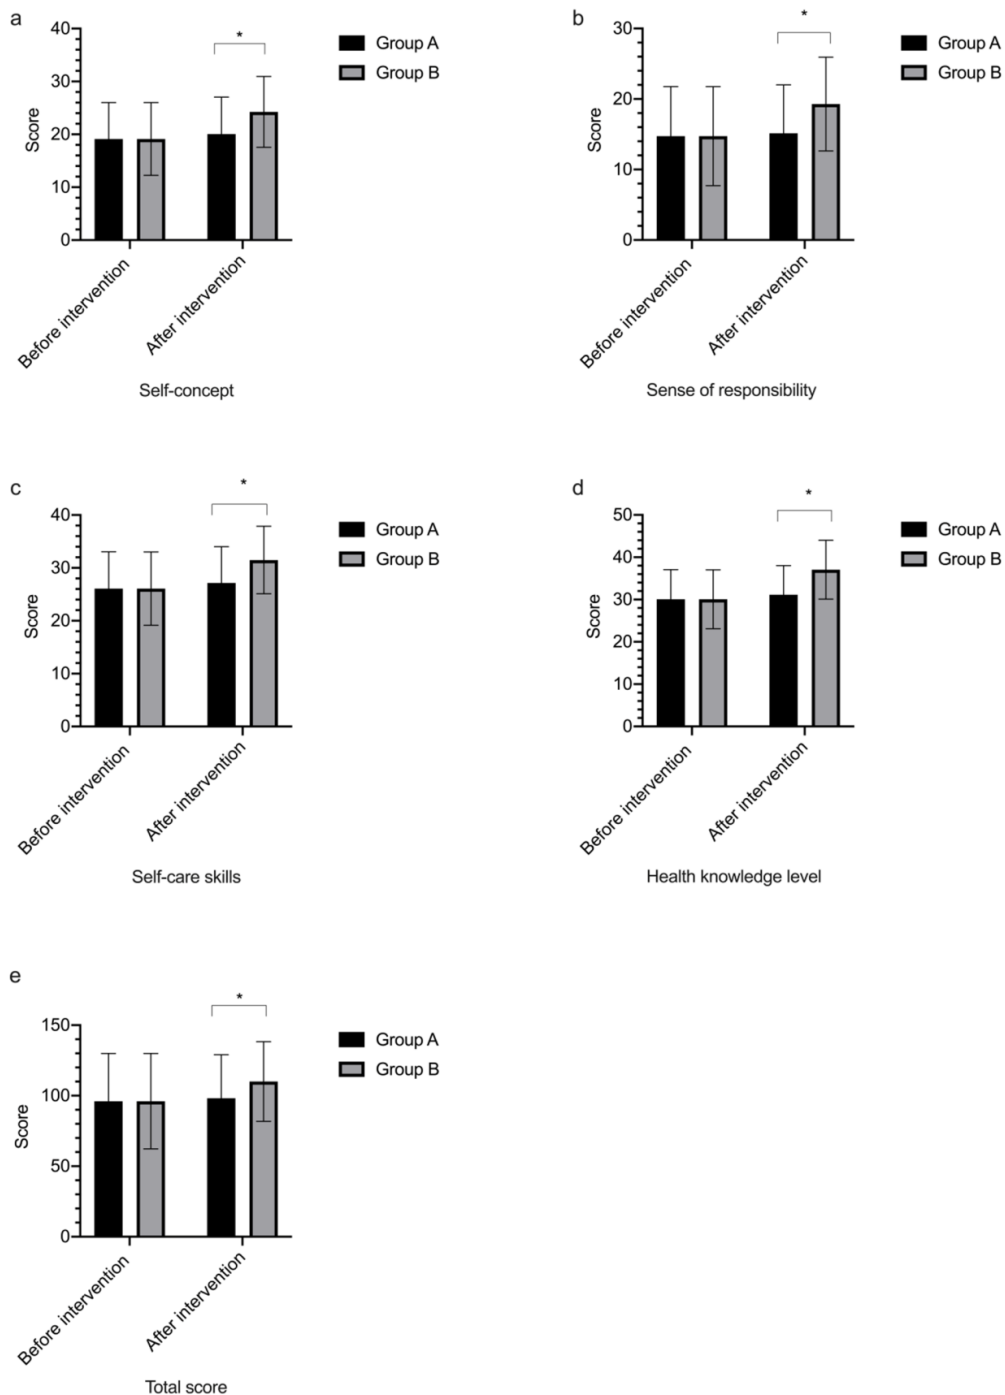 a
40
30
20
10
0
Score
*
Group A
Group B
Before intervention
After intervention
Self-concept
b
30
20
10
0
Score
*
Group A
Group B
Before intervention
After intervention
Sense of responsibility
c
40
30
20
10
0
Score
*
Group A
Group B
Before intervention
After intervention
Self-care skills
d
50
40
30
20
10
0
Score
*
Group A
Group B
Before intervention
After intervention
Health knowledge level
e
150
100
50
0
Score
*
Group A
Group B
Before intervention
After intervention
Total score